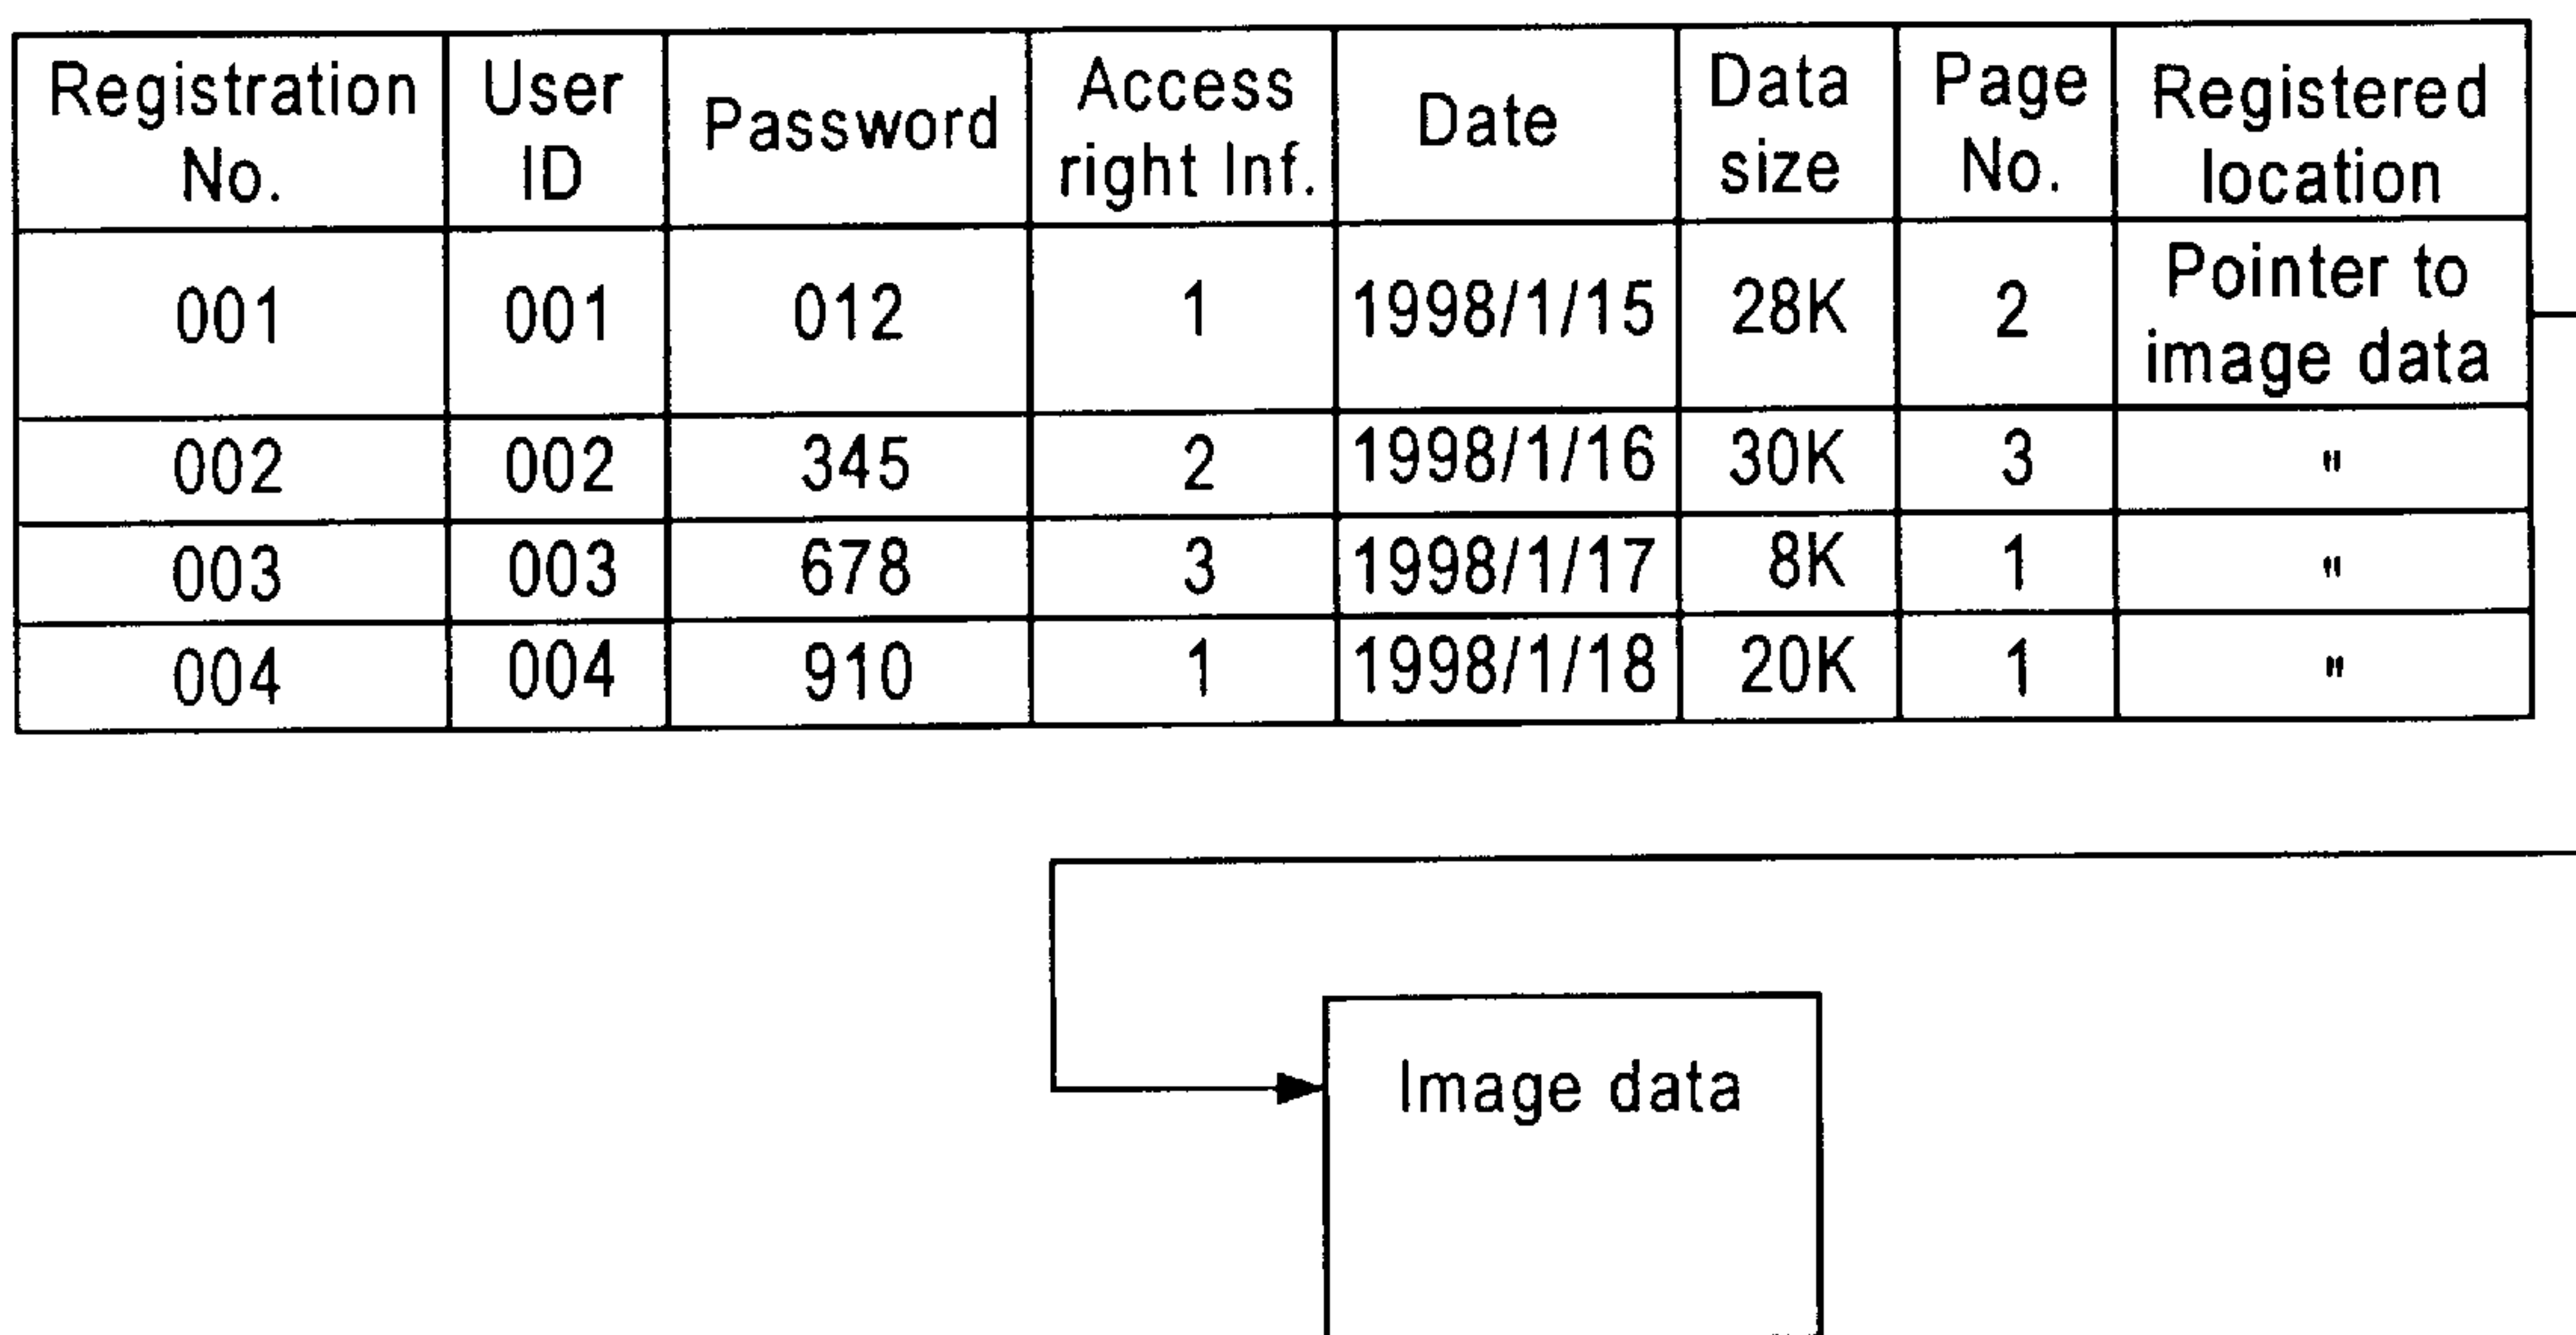 Registration No. User ID Password Access right Inf. Date Data size Page No. Registered location
001 001 012 1 1998/1/15 28K 2 Pointer to image data
002 002 345 2 1998/1/16 30K 3 "
003 003 678 3 1998/1/17 8K 1 "
004 004 910 1 1998/1/18 20K 1 "
Image data